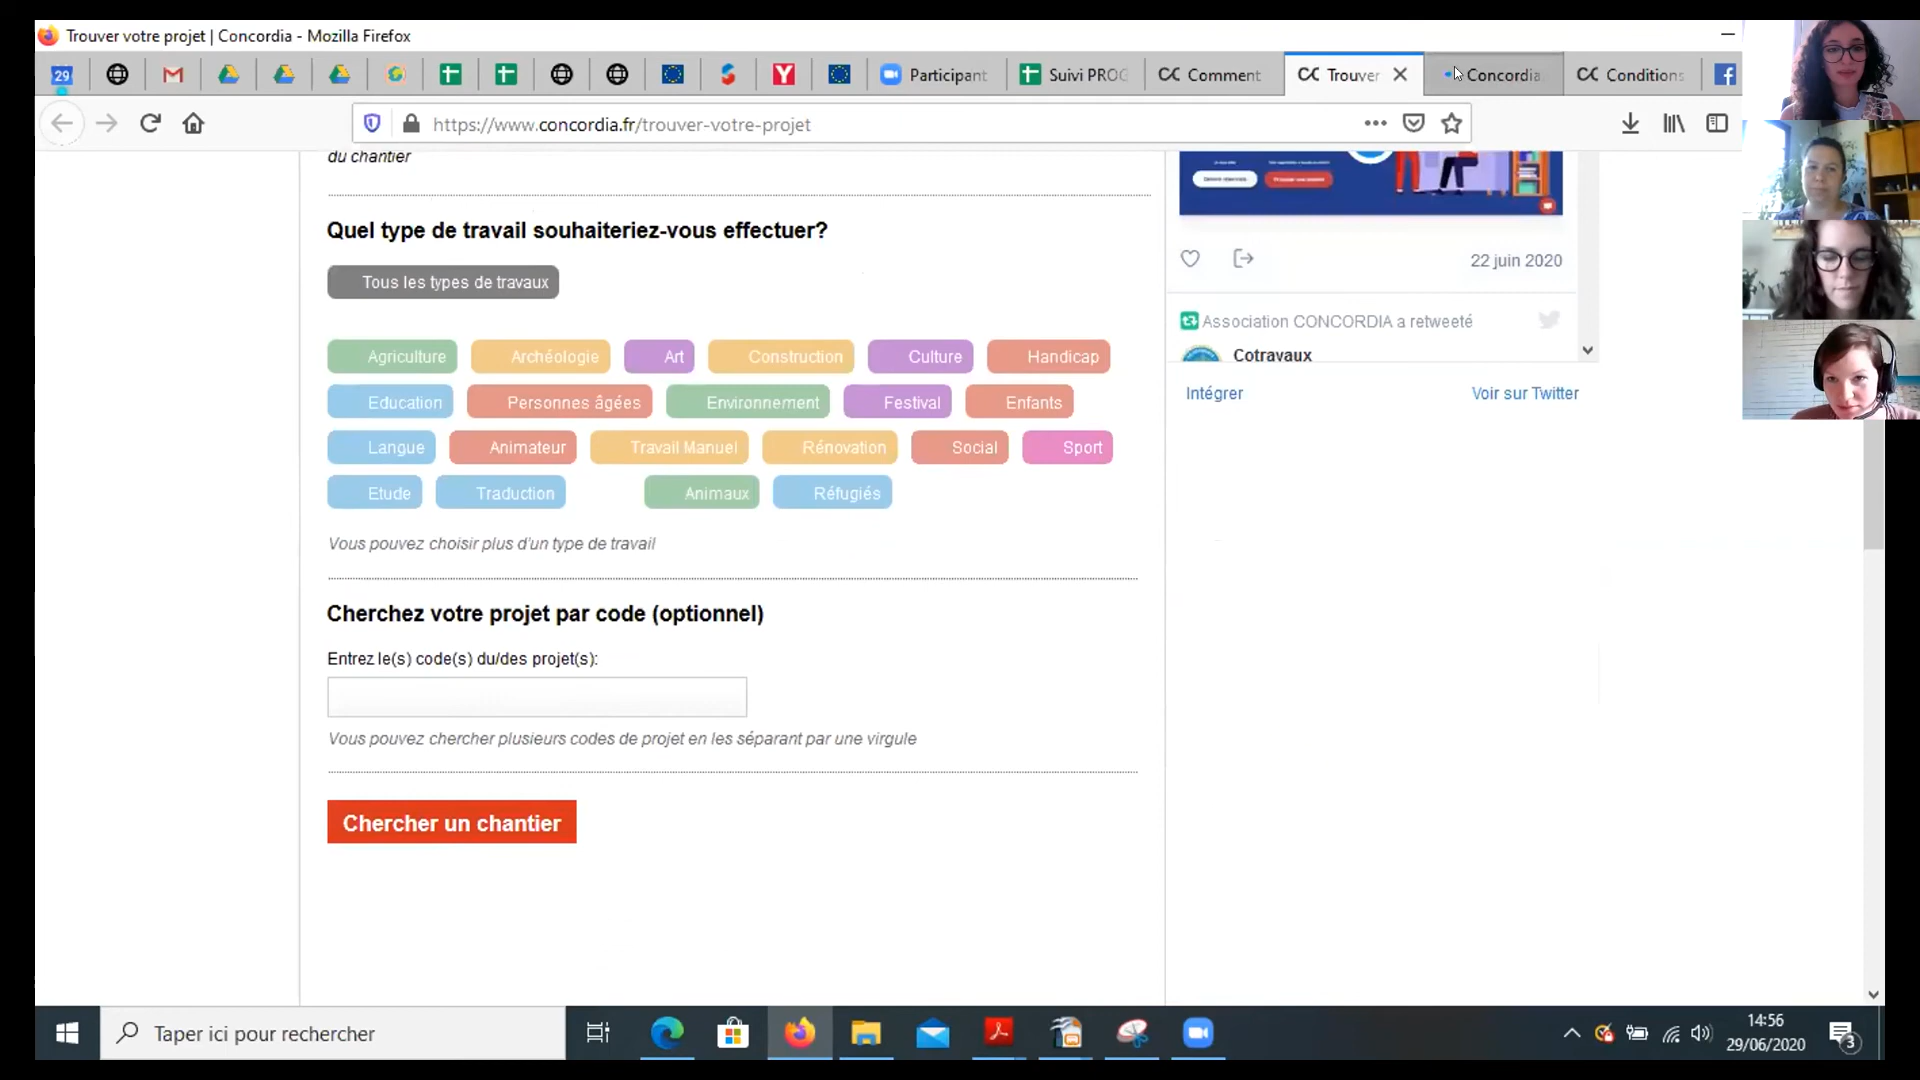 Trouver votre projet | Concordia - Mozilla Firefox
29
Participant
Suivi PROG
Comment
Trouver
Concordia
Conditions
https://www.concordia.fr/trouver-votre-projet
du chantier
Quel type de travail souhaiteriez-vous effectuer?
Tous les types de travaux
22 juin 2020
Association CONCORDIA a retweeté
Cotravaux
Agriculture Archéologie Art Construction Culture Handicap
Education Personnes âgées Environnement Festival Enfants
Intégrer Voir sur Twitter
Langue Animateur Travail Manuel Rénovation Social Sport
Etude Traduction Animaux Réfugiés
Vous pouvez choisir plus d'un type de travail
Cherchez votre projet par code (optionnel)
Entrez le(s) code(s) du/des projet(s):
Vous pouvez chercher plusieurs codes de projet en les séparant par une virgule
Chercher un chantier
Taper ici pour rechercher
14:56
29/06/2020
3